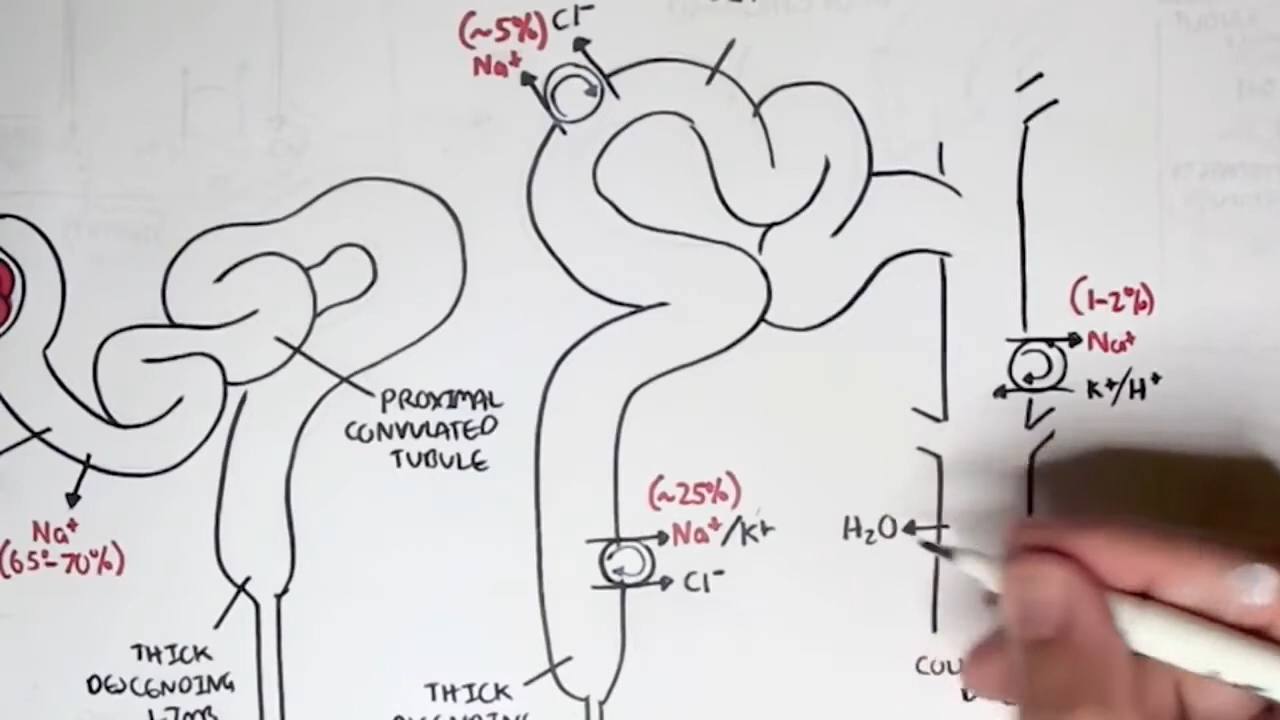 (~5%) Cl⁻
Na⁺
(1-2%)
Na⁺
K⁺/H⁺
PROXIMAL
CONVULATED
TUBULE
(~25%)
Na⁺/K⁺
Cl⁻
H₂O
Na⁺
(65-70%)
THICK
DESCENDING
LIMB
THICK